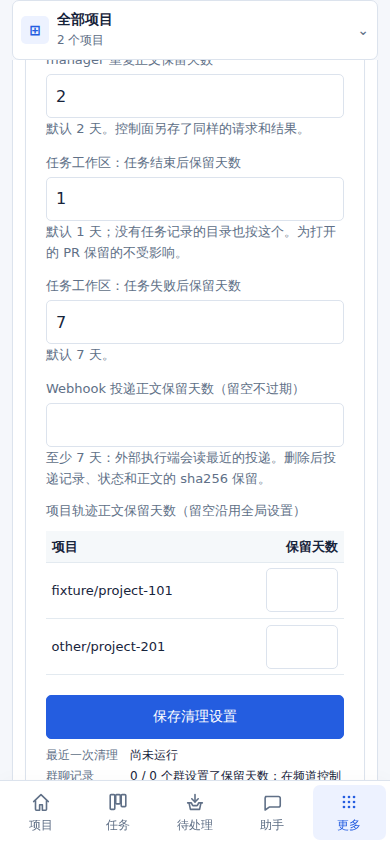 全部项目
2 个项目
manager 重复正文保留天数
2
默认 2 天。控制面另存了同样的请求和结果。
任务工作区：任务结束后保留天数
1
默认 1 天；没有任务记录的目录也按这个。为打开
的 PR 保留的不受影响。
任务工作区：任务失败后保留天数
7
默认 7 天。
Webhook 投递正文保留天数（留空不过期）
至少 7 天：外部执行端会读最近的投递。删除后投
递记录、状态和正文的 sha256 保留。
项目轨迹正文保留天数（留空沿用全局设置）
项目 保留天数
fixture/project-101
other/project-201
保存清理设置
最近一次清理 尚未运行
群聊记录 0 / 0 个群设置了保留天数；在频道控制
项目 任务 待处理 助手 更多